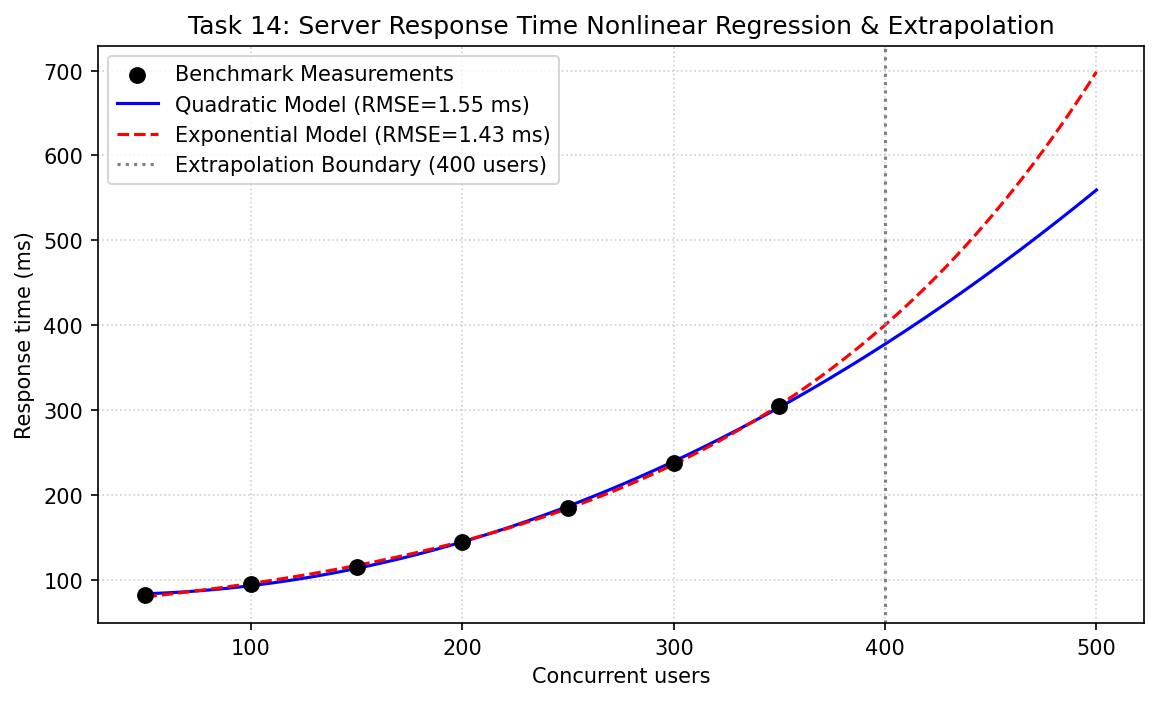 Task 14: Server Response Time Nonlinear Regression & Extrapolation
Benchmark Measurements
Quadratic Model (RMSE=1.55 ms)
Exponential Model (RMSE=1.43 ms)
Extrapolation Boundary (400 users)
Response time (ms)
700
600
500
400
300
200
100
100
200
300
400
500
Concurrent users